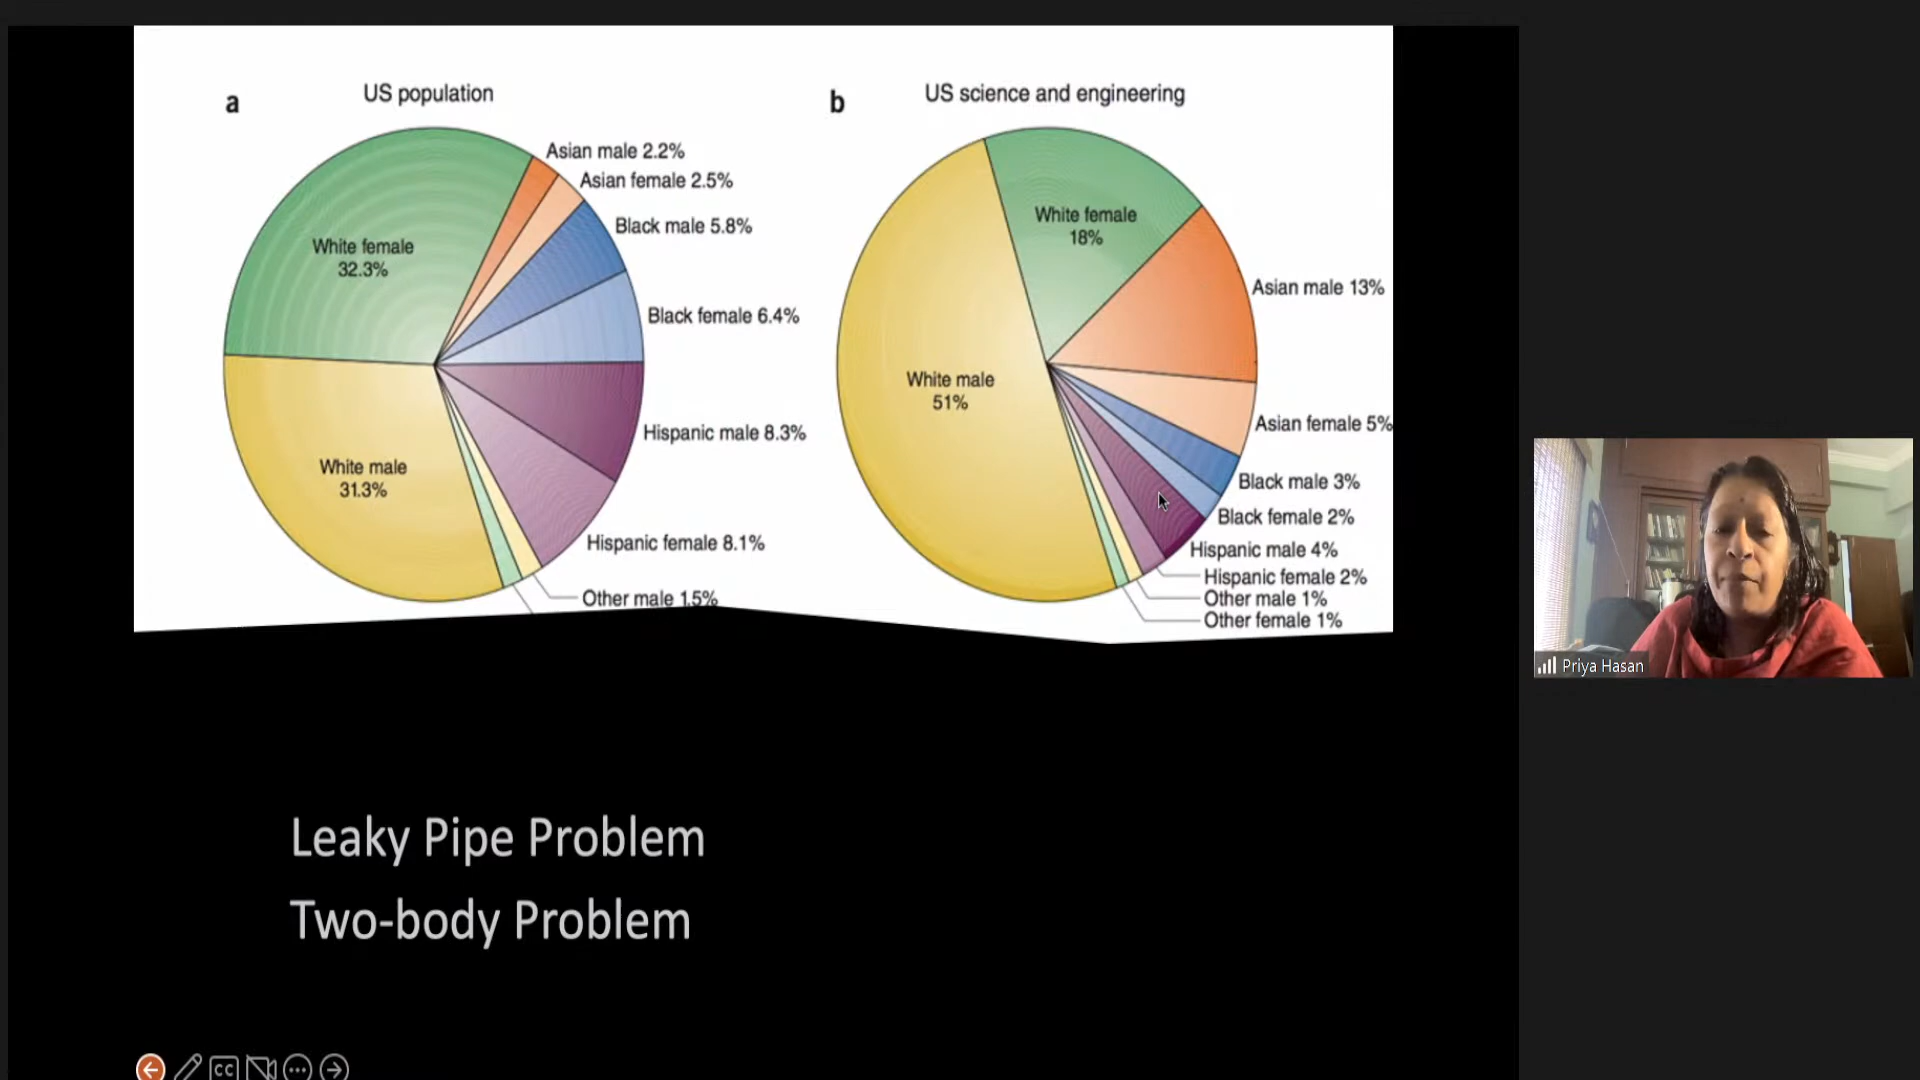 a
US population
Asian male 2.2%
Asian female 2.5%
Black male 5.8%
White female
32.3%
Black female 6.4%
Hispanic male 8.3%
White male
31.3%
Hispanic female 8.1%
Other male 1.5%
b
US science and engineering
White female
18%
Asian male 13%
White male
51%
Asian female 5%
Black male 3%
Black female 2%
Hispanic male 4%
Hispanic female 2%
Other male 1%
Other female 1%
Priya Hasan
Leaky Pipe Problem
Two-body Problem
CC